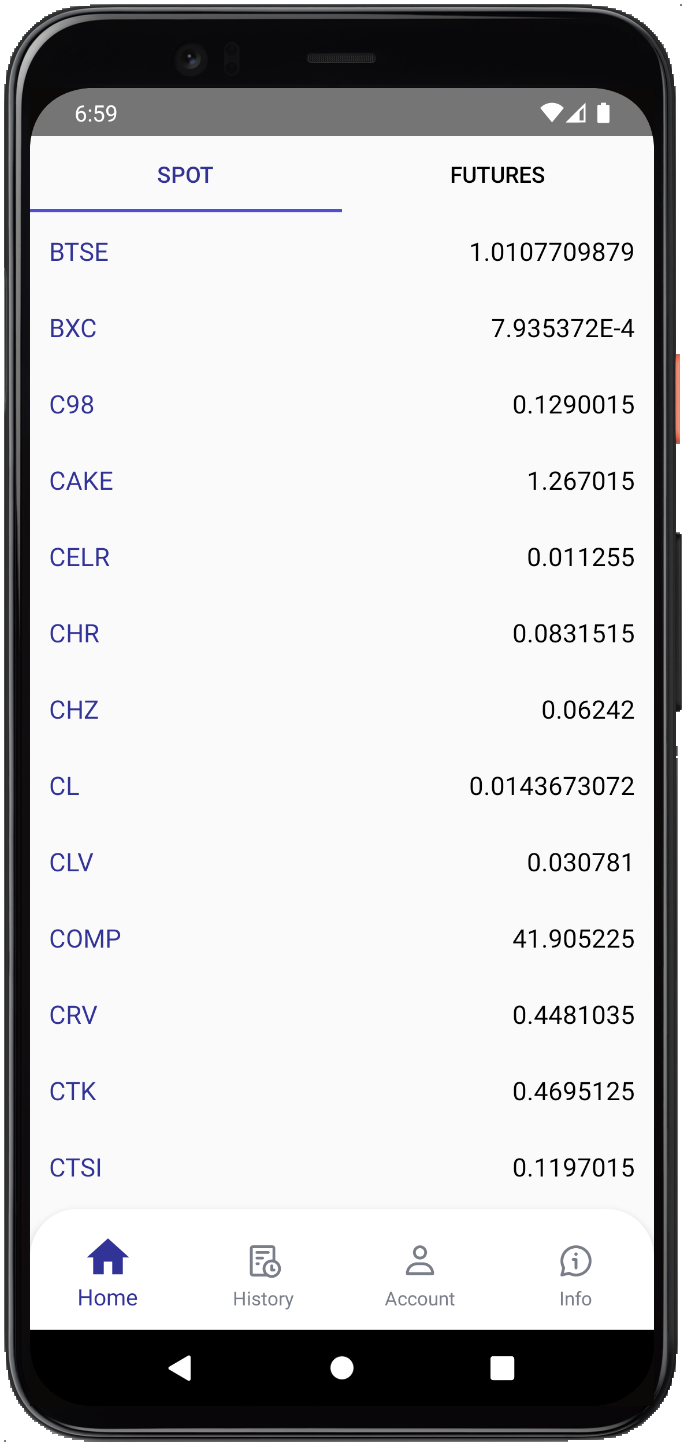 6:59
SPOT FUTURES
BTSE 1.0107709879
BXC 7.935372E-4
C98 0.1290015
CAKE 1.267015
CELR 0.011255
CHR 0.0831515
CHZ 0.06242
CL 0.0143673072
CLV 0.030781
COMP 41.905225
CRV 0.4481035
CTK 0.4695125
CTSI 0.1197015
Home History Account Info